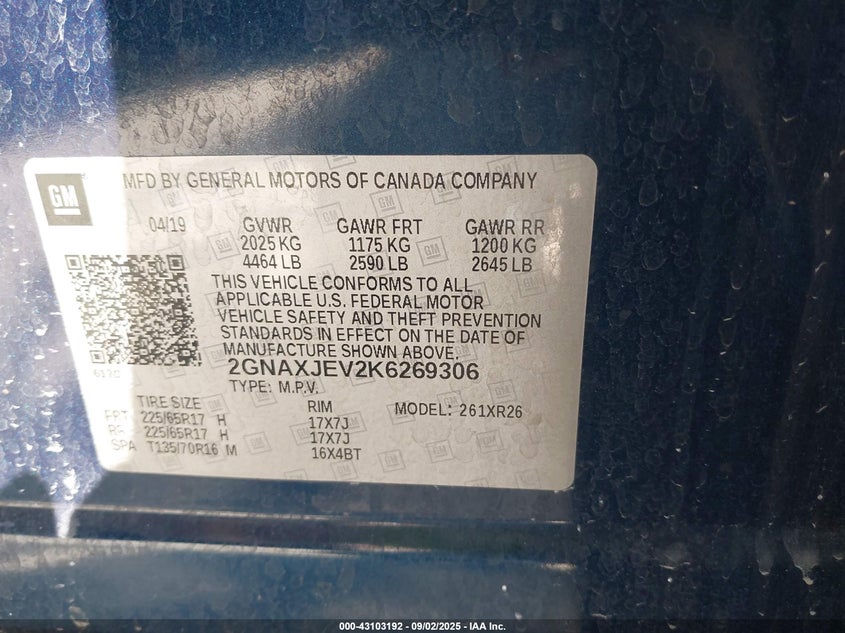 GM MFD BY GENERAL MOTORS OF CANADA COMPANY
04/19 GVWR GAWR FRT GAWR RR
2025 KG 1175 KG 1200 KG
4464 LB 2590 LB 2645 LB
THIS VEHICLE CONFORMS TO ALL
APPLICABLE U.S. FEDERAL MOTOR
VEHICLE SAFETY AND THEFT PREVENTION
STANDARDS IN EFFECT ON THE DATE OF
MANUFACTURE SHOWN ABOVE.
2GNAXJEV2K6269306
TYPE: M.P.V.
TIRE SIZE RIM MODEL: 261XR26
FRT 225/65R17 H 17X7J
RR 225/65R17 H 17X7J
SPA T135/70R16 M 16X4BT
000-43103192 - 09/02/2025 - IAA Inc.